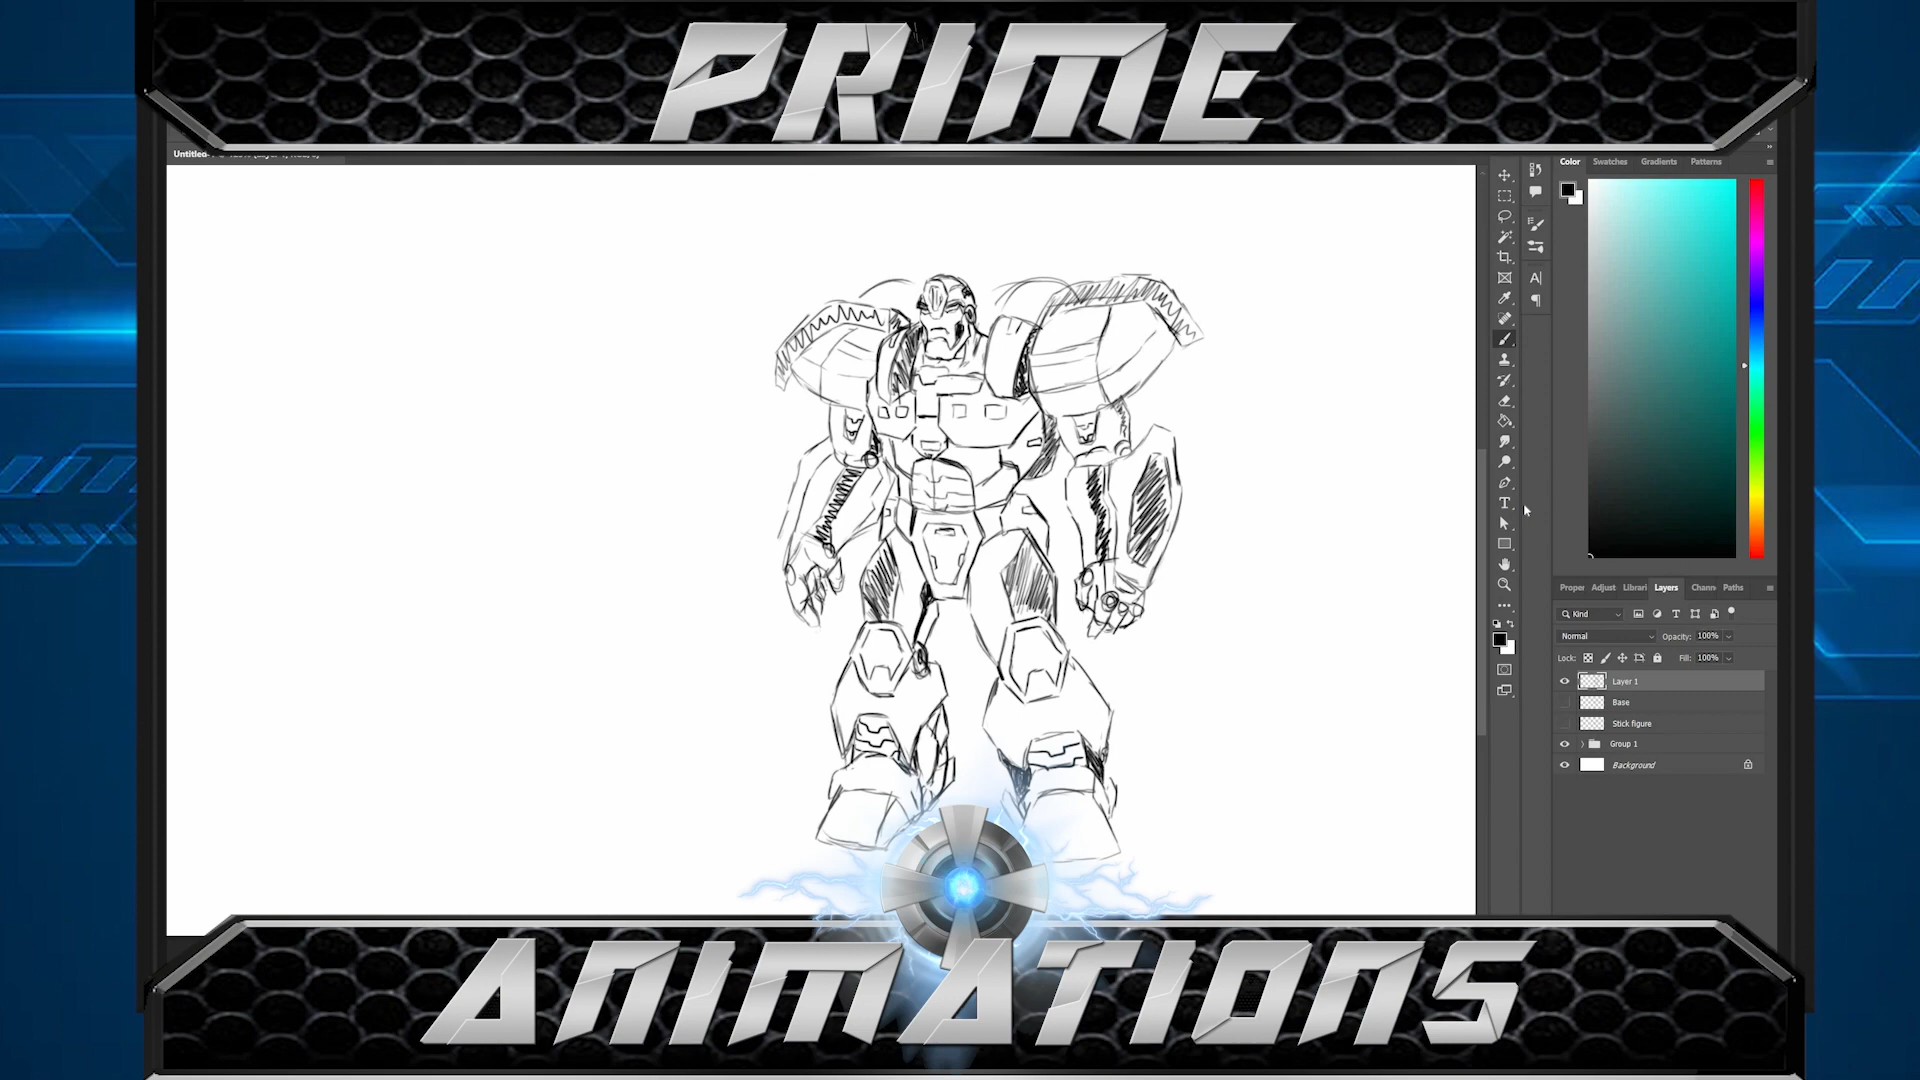 PRIME
Untitled-
Color Swatches Gradients Patterns
Proper Adjust Librari Layers Chann Paths
Kind
Normal Opacity: 100%
Lock: Fill: 100%
Layer 1
Base
Stick figure
Group 1
Background
ANIMATIONS